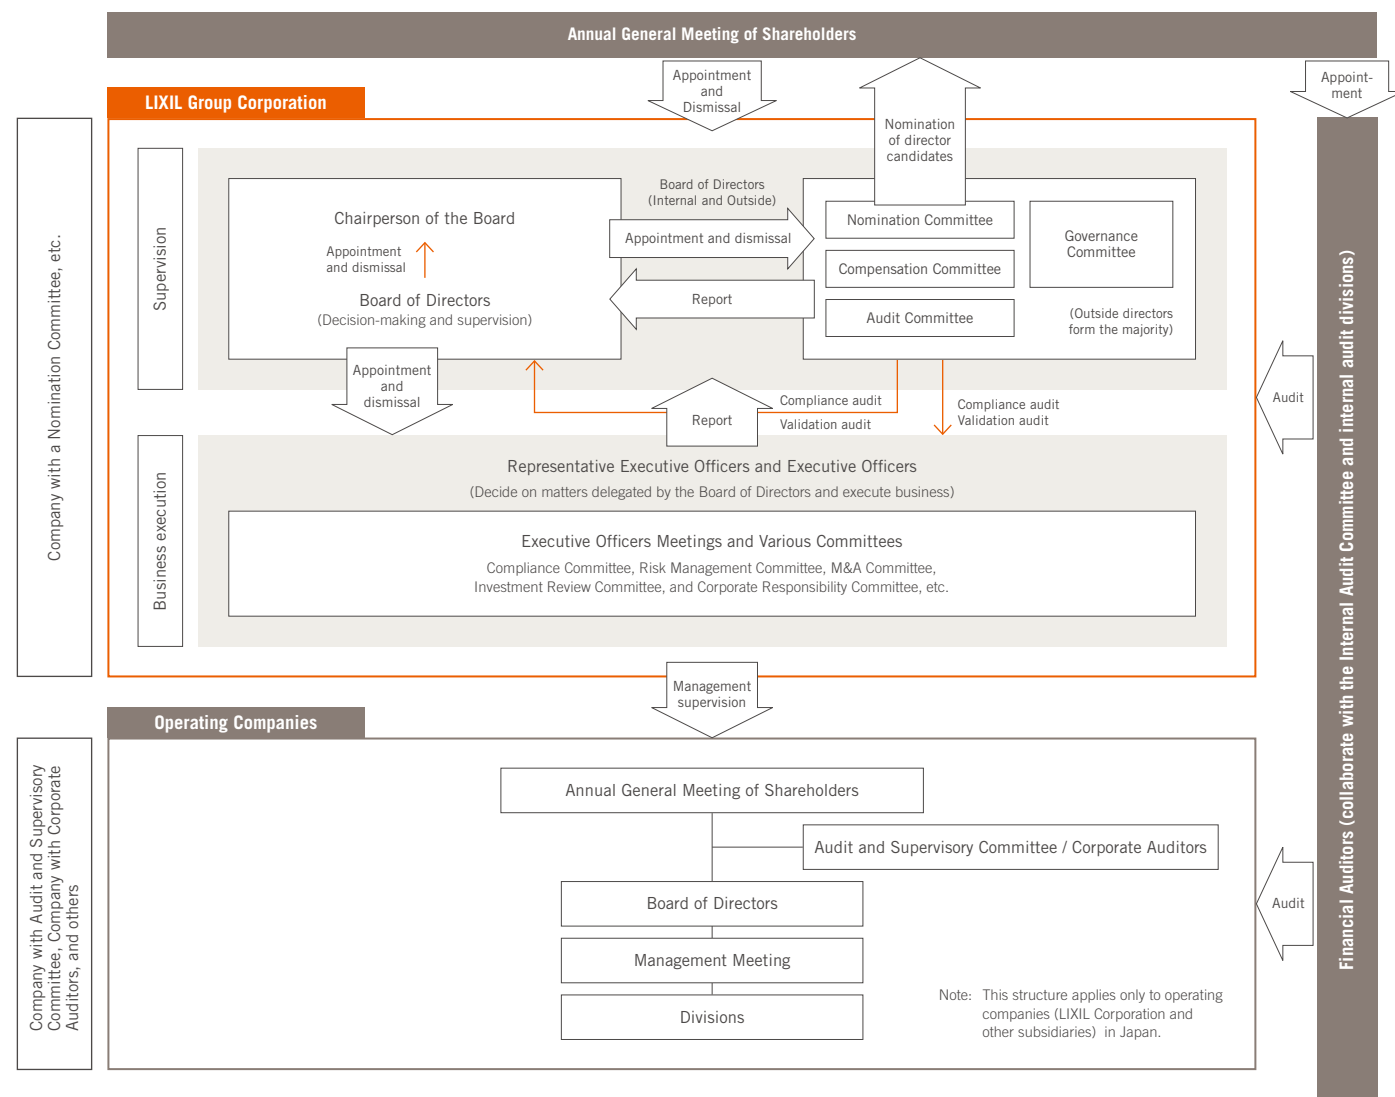 Annual General Meeting of Shareholders
Appointment
and
Dismissal
Appoint-
ment
LIXIL Group Corporation
Nomination
of director
candidates
Company with a Nomination Committee, etc.
Supervision
Chairperson of the Board
Appointment
and dismissal
Board of Directors
(Decision-making and supervision)
Board of Directors
(Internal and Outside)
Appointment and dismissal
Report
Nomination Committee
Compensation Committee
Audit Committee
Governance
Committee
(Outside directors
form the majority)
Appointment
and
dismissal
Report
Compliance audit
Validation audit
Compliance audit
Validation audit
Audit
Business execution
Representative Executive Officers and Executive Officers
(Decide on matters delegated by the Board of Directors and execute business)
Executive Officers Meetings and Various Committees
Compliance Committee, Risk Management Committee, M&A Committee,
Investment Review Committee, and Corporate Responsibility Committee, etc.
Management
supervision
Financial Auditors (collaborate with the Internal Audit Committee and internal audit divisions)
Operating Companies
Company with Audit and Supervisory
Committee, Company with Corporate
Auditors, and others
Annual General Meeting of Shareholders
Audit and Supervisory Committee / Corporate Auditors
Board of Directors
Management Meeting
Divisions
Audit
Note: This structure applies only to operating
companies (LIXIL Corporation and
other subsidiaries) in Japan.